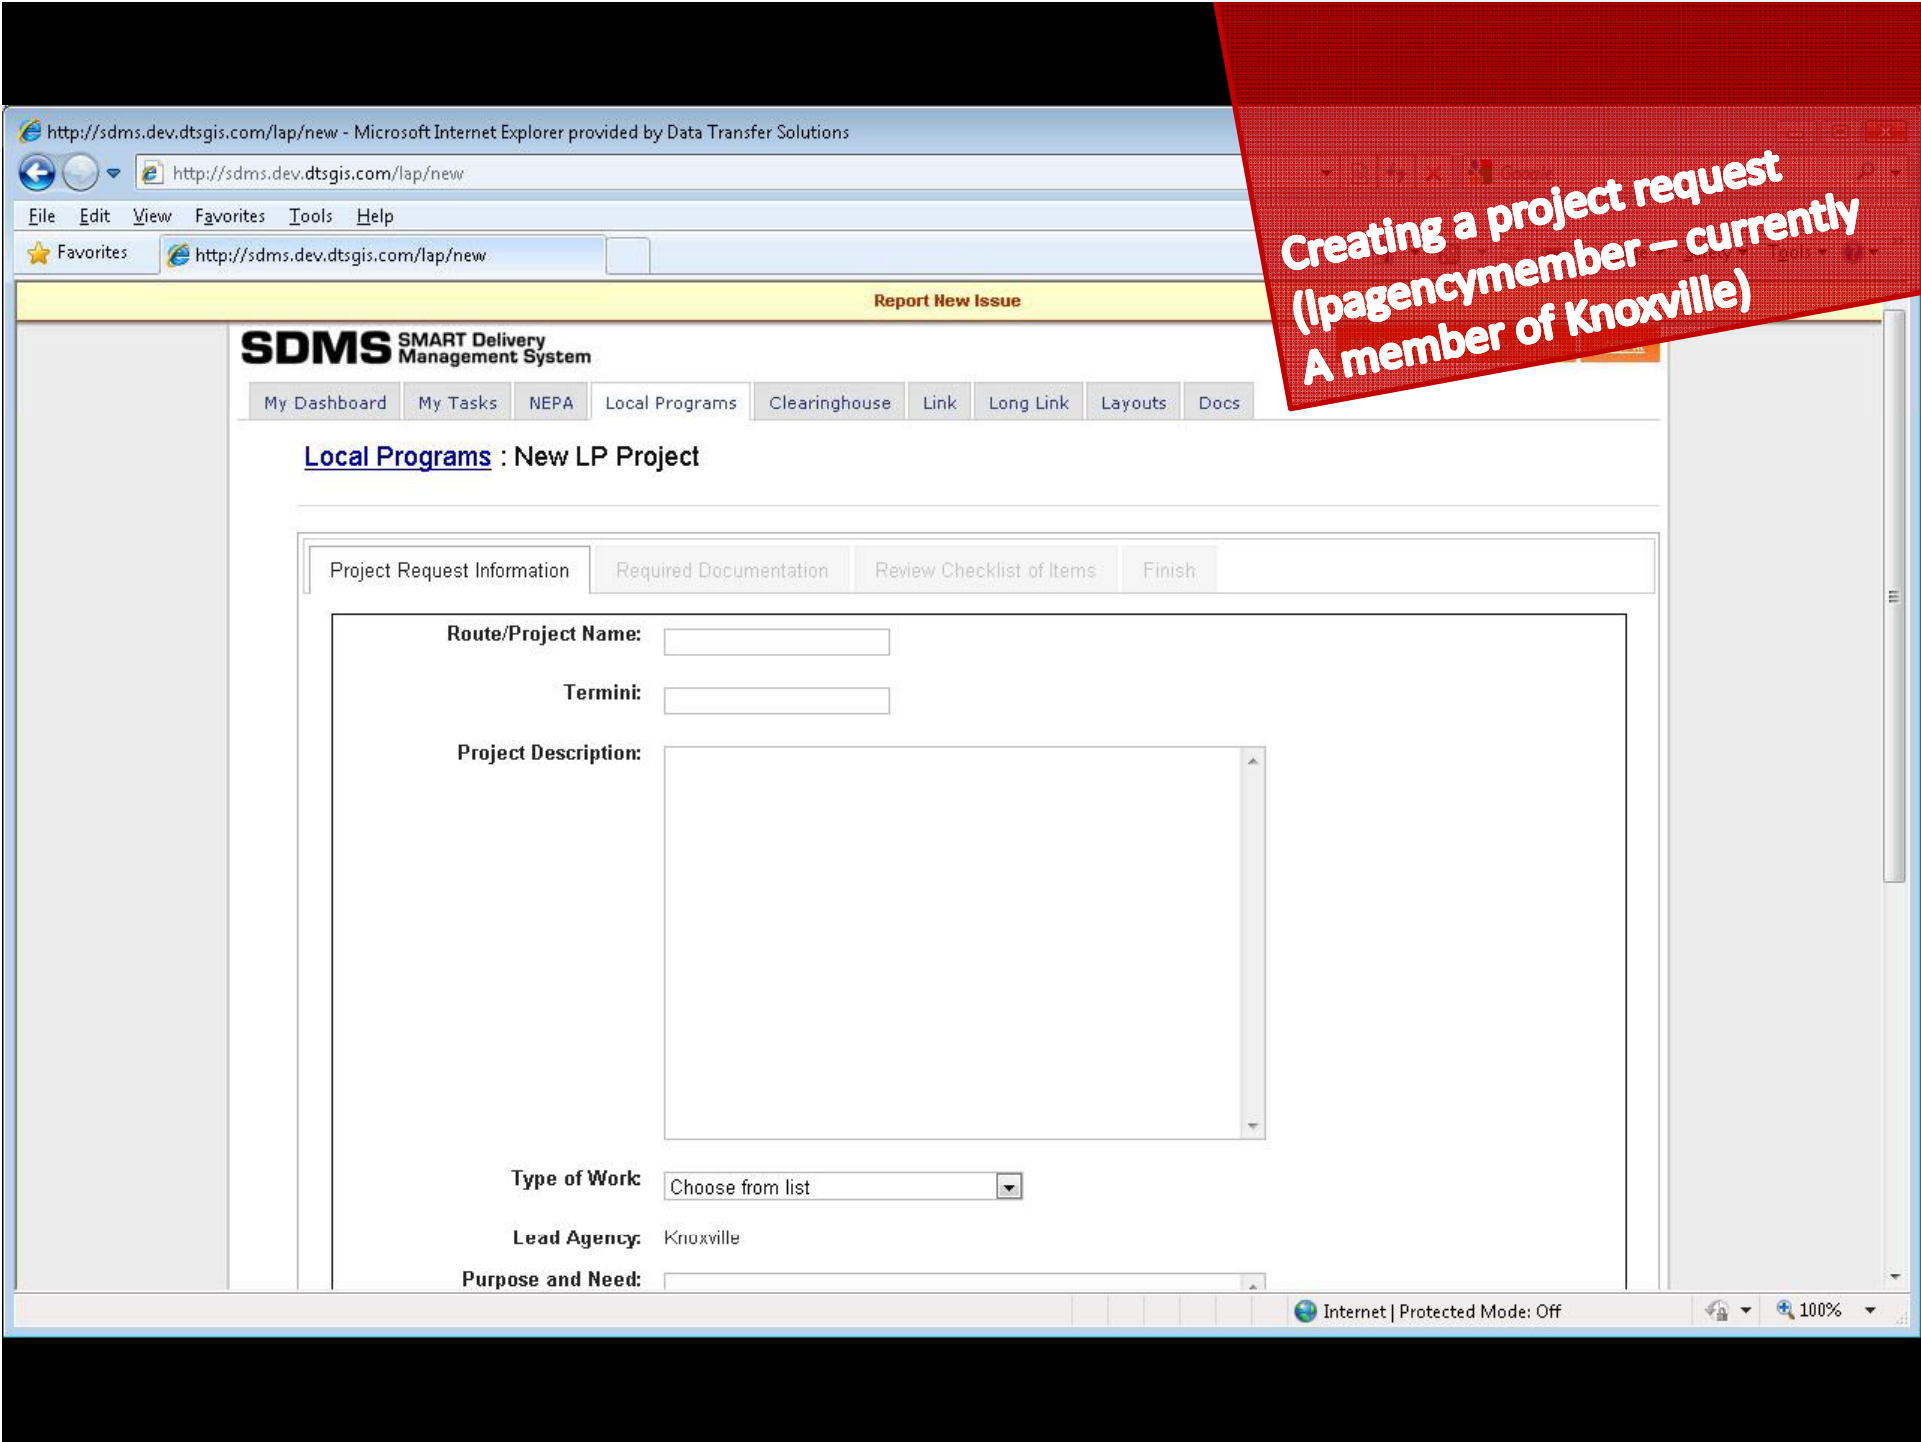 http://sdms.dev.dtsgis.com/lap/new - Microsoft Internet Explorer provided by Data Transfer Solutions
http://sdms.dev.dtsgis.com/lap/new
Google
File Edit View Favorites Tools Help
Favorites http://sdms.dev.dtsgis.com/lap/new
Creating a project request
(lpagencymember – currently
A member of Knoxville)
Report New Issue
SDMS SMART Delivery
Management System
My Dashboard My Tasks NEPA Local Programs Clearinghouse Link Long Link Layouts Docs
Local Programs : New LP Project
Project Request Information Required Documentation Review Checklist of Items Finish
Route/Project Name:
Termini:
Project Description:
Type of Work: Choose from list
Lead Agency: Knoxville
Purpose and Need:
Internet | Protected Mode: Off 100%